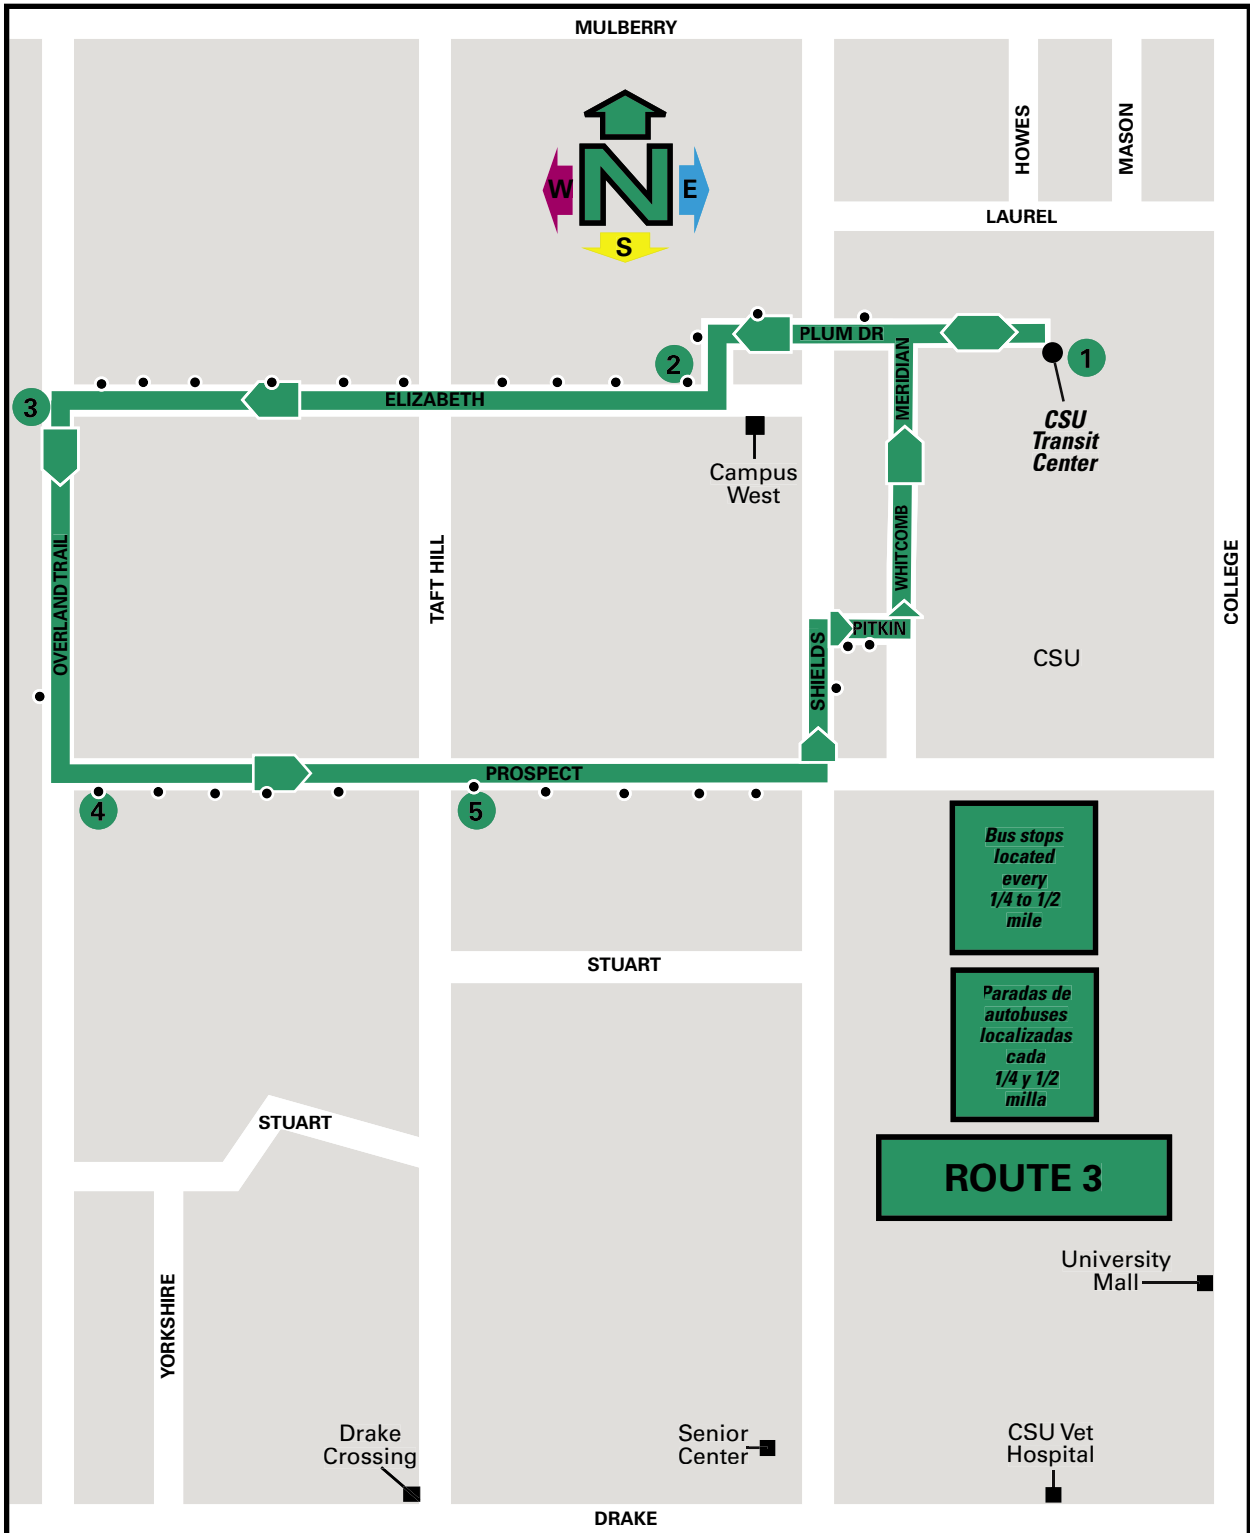 MULBERRY
HOWES
MASON
N
W
E
S
LAUREL
PLUM DR
MERIDIAN
1
2
3
ELIZABETH
CSU
Transit
Center
Campus
West
OVERLAND TRAIL
TAFT HILL
WHITCOMB
COLLEGE
PITKIN
SHIELDS
CSU
PROSPECT
4
5
Bus stops
located
every
1/4 to 1/2
mile
STUART
Paradas de
autobuses
localizadas
cada
1/4 y 1/2
milla
STUART
ROUTE 3
University
Mall
YORKSHIRE
Drake
Crossing
Senior
Center
CSU Vet
Hospital
DRAKE